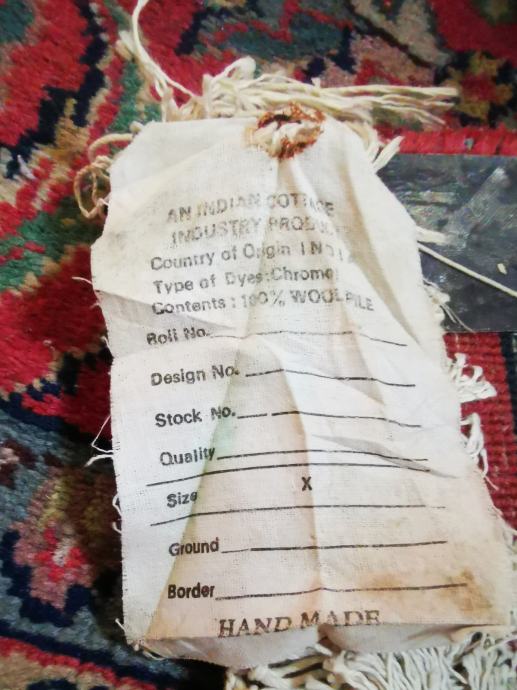 AN INDIAN COTTAGE
INDUSTRY PRODUCT
Country of Origin INDIA
Type of Dyes:Chrome
Contents : 100% WOOL PILE
Roll No.
Design No.
Stock No.
Quality
Size X
Ground
Border
HAND MADE